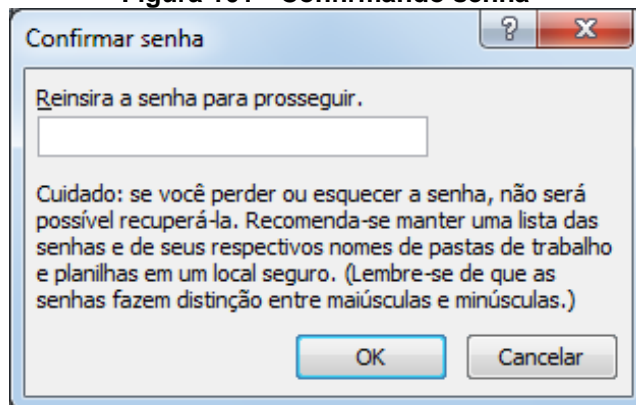 Confirmar senha
Reinsira a senha para prosseguir.
Cuidado: se você perder ou esquecer a senha, não será
possível recuperá-la. Recomenda-se manter uma lista das
senhas e de seus respectivos nomes de pastas de trabalho
e planilhas em um local seguro. (Lembre-se de que as
senhas fazem distinção entre maiúsculas e minúsculas.)
OK Cancelar